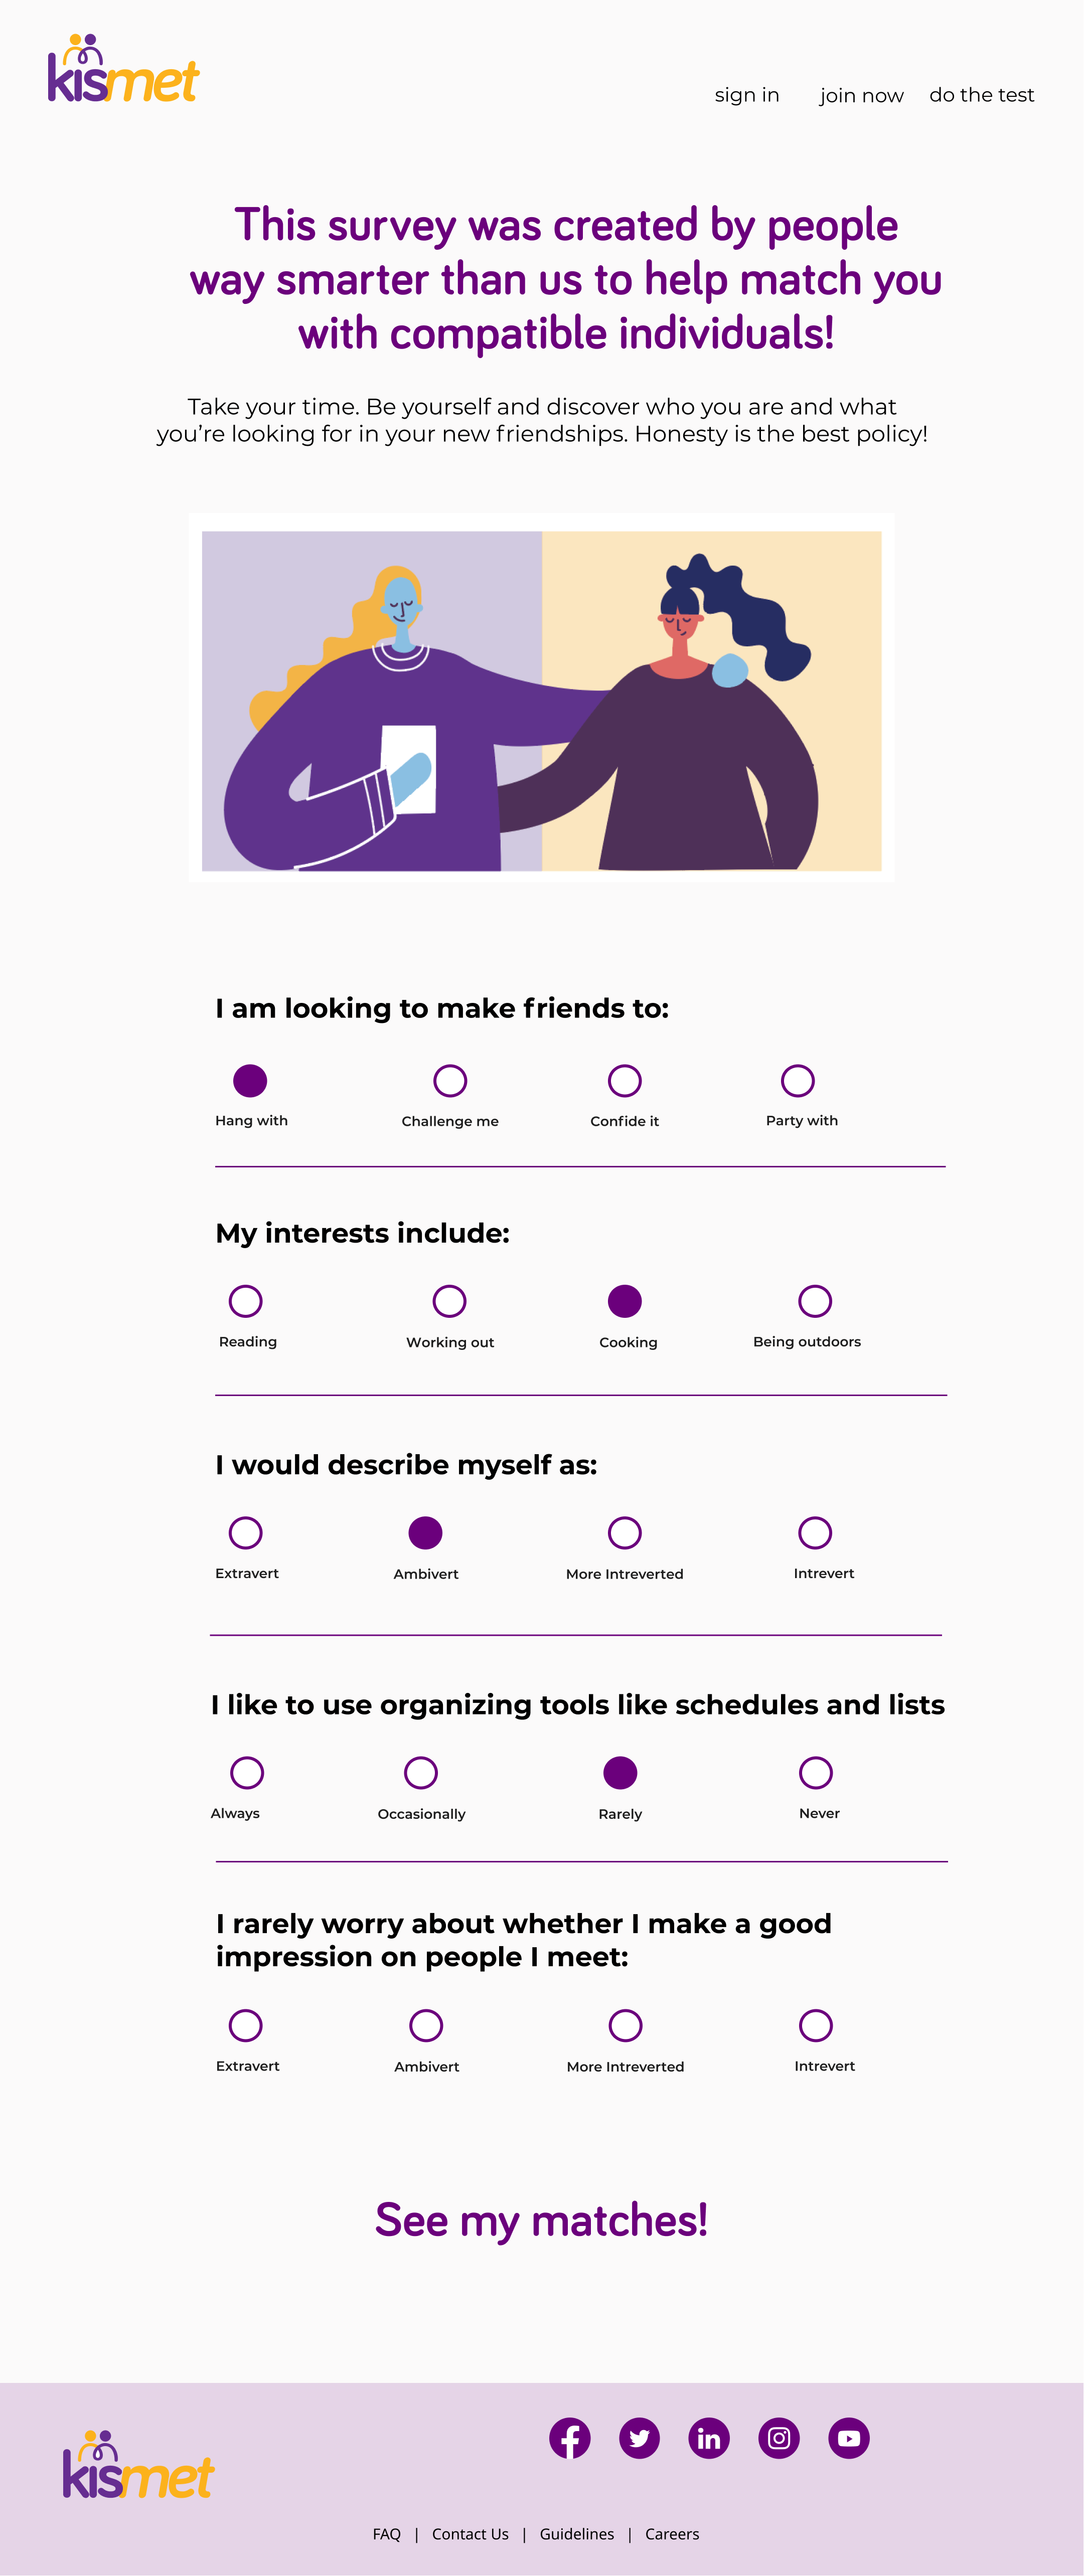 kismet
sign in join now do the test
This survey was created by people
way smarter than us to help match you
with compatible individuals!
Take your time. Be yourself and discover who you are and what
you’re looking for in your new friendships. Honesty is the best policy!
I am looking to make friends to:
Hang with Challenge me Confide it Party with
My interests include:
Reading Working out Cooking Being outdoors
I would describe myself as:
Extravert Ambivert More Intreverted Intrevert
I like to use organizing tools like schedules and lists
Always Occasionally Rarely Never
I rarely worry about whether I make a good
impression on people I meet:
Extravert Ambivert More Intreverted Intrevert
See my matches!
kismet
FAQ | Contact Us | Guidelines | Careers